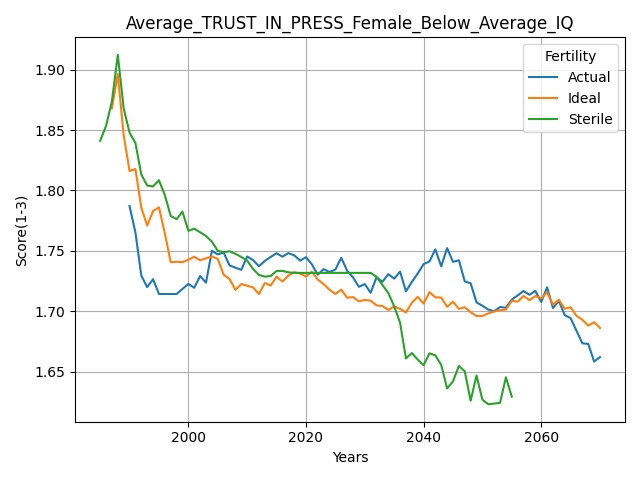 Average_TRUST_IN_PRESS_Female_Below_Average_IQ
Fertility
Actual
Ideal
Sterile
Score(1-3)
1.90
1.85
1.80
1.75
1.70
1.65
2000
2020
2040
2060
Years